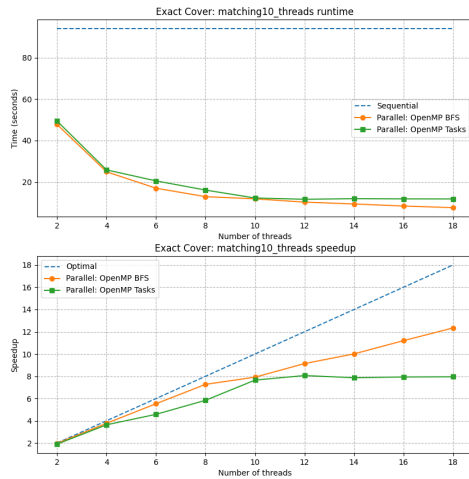 Exact Cover: matching10_threads runtime
80
60
40
20
Time (seconds)
Sequential
Parallel: OpenMP BFS
Parallel: OpenMP Tasks
2 4 6 8 10 12 14 16 18
Number of threads
Exact Cover: matching10_threads speedup
18
16
14
12
10
8
6
4
2
Speedup
Optimal
Parallel: OpenMP BFS
Parallel: OpenMP Tasks
2 4 6 8 10 12 14 16 18
Number of threads